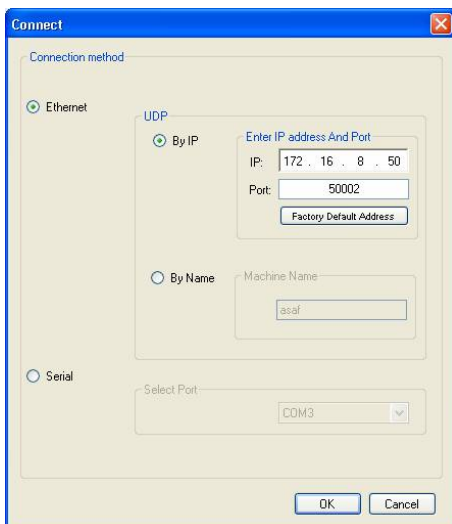 Connect
Connection method
Ethernet
UDP
By IP
Enter IP address And Port
IP: 172 . 16 . 8 . 50
Port: 50002
Factory Default Address
By Name
Machine Name
asaf
Serial
Select Port
COM3
OK Cancel